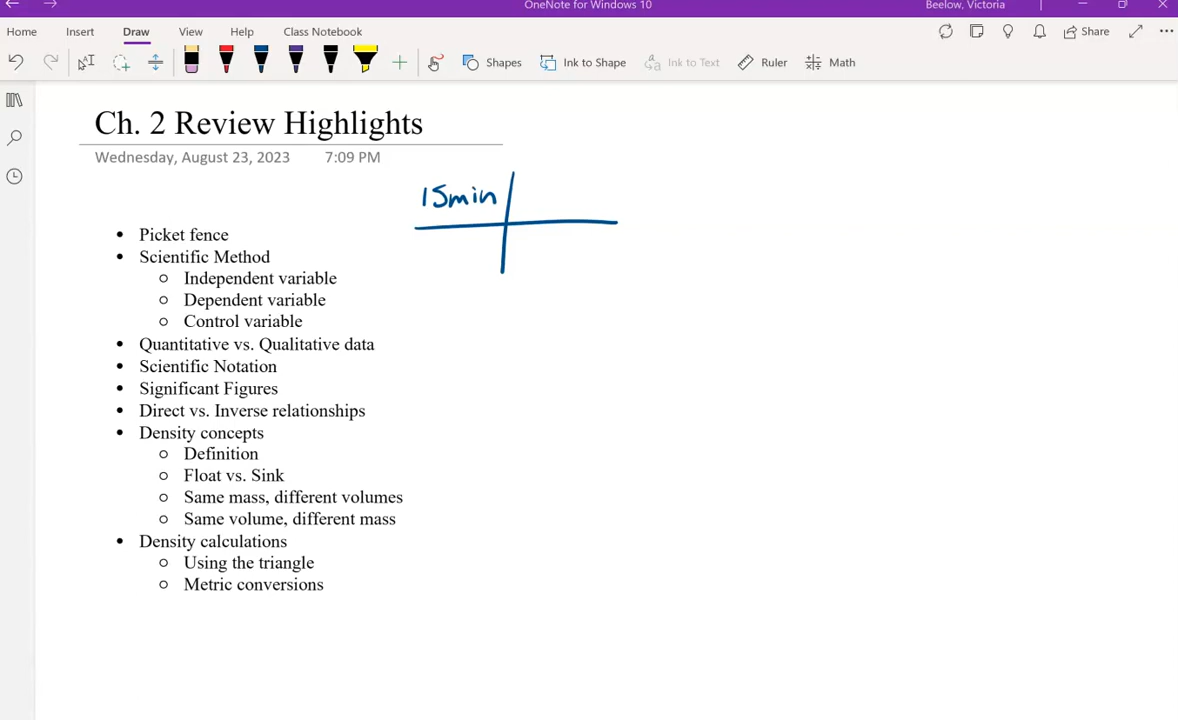 OneNote for Windows 10
Beelow, Victoria
Home Insert Draw View Help Class Notebook
Share
Shapes Ink to Shape Ink to Text Ruler Math
Ch. 2 Review Highlights
Wednesday, August 23, 2023 7:09 PM
15min
• Picket fence
• Scientific Method
o Independent variable
o Dependent variable
o Control variable
• Quantitative vs. Qualitative data
• Scientific Notation
• Significant Figures
• Direct vs. Inverse relationships
• Density concepts
o Definition
o Float vs. Sink
o Same mass, different volumes
o Same volume, different mass
• Density calculations
o Using the triangle
o Metric conversions